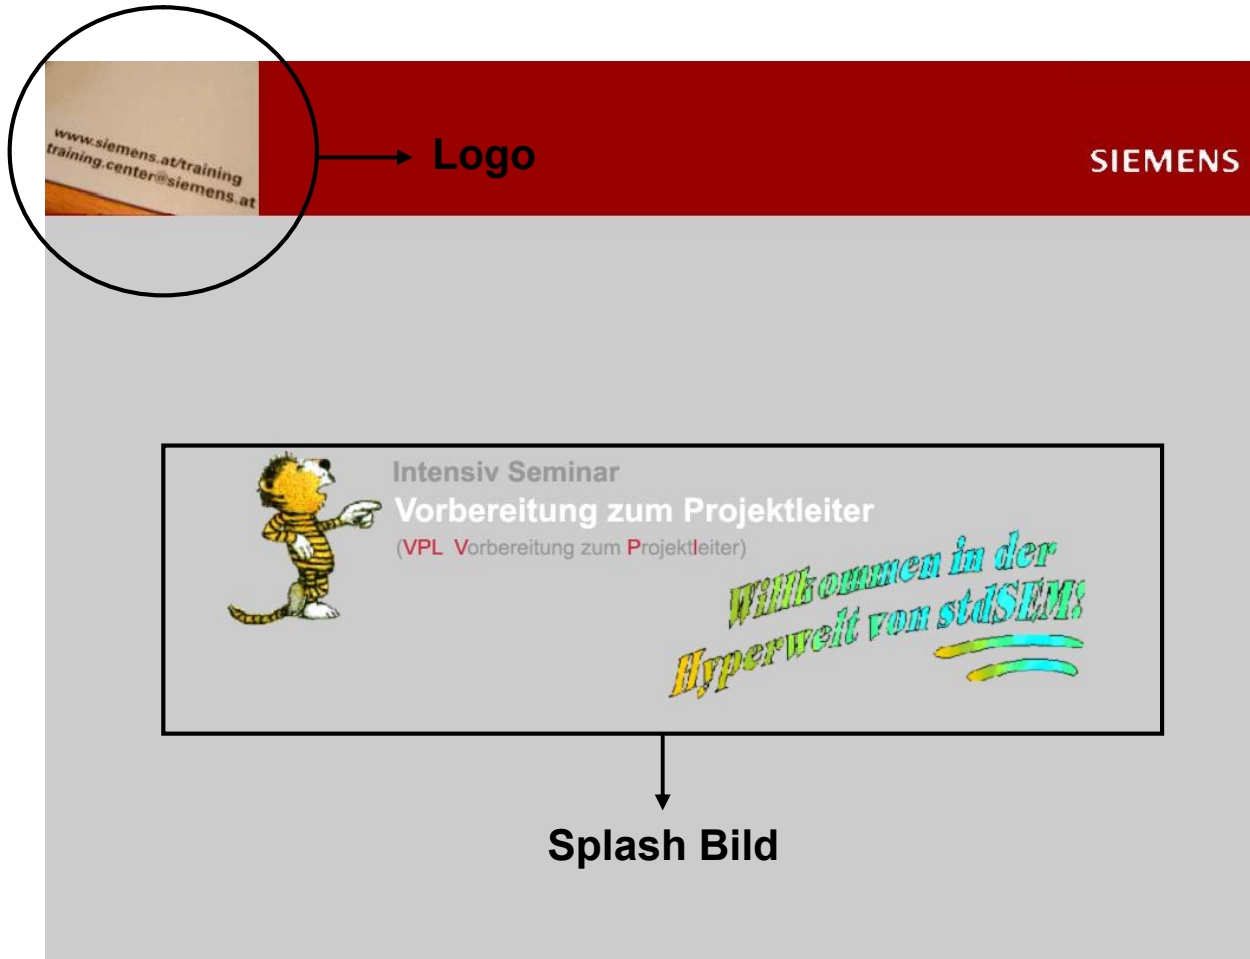 www.siemens.at/training
training.center@siemens.at
Logo
SIEMENS
Intensiv Seminar
Vorbereitung zum Projektleiter
(VPL Vorbereitung zum Projektleiter)
Willkommen in der
Hyperwelt von stdSEM!
Splash Bild